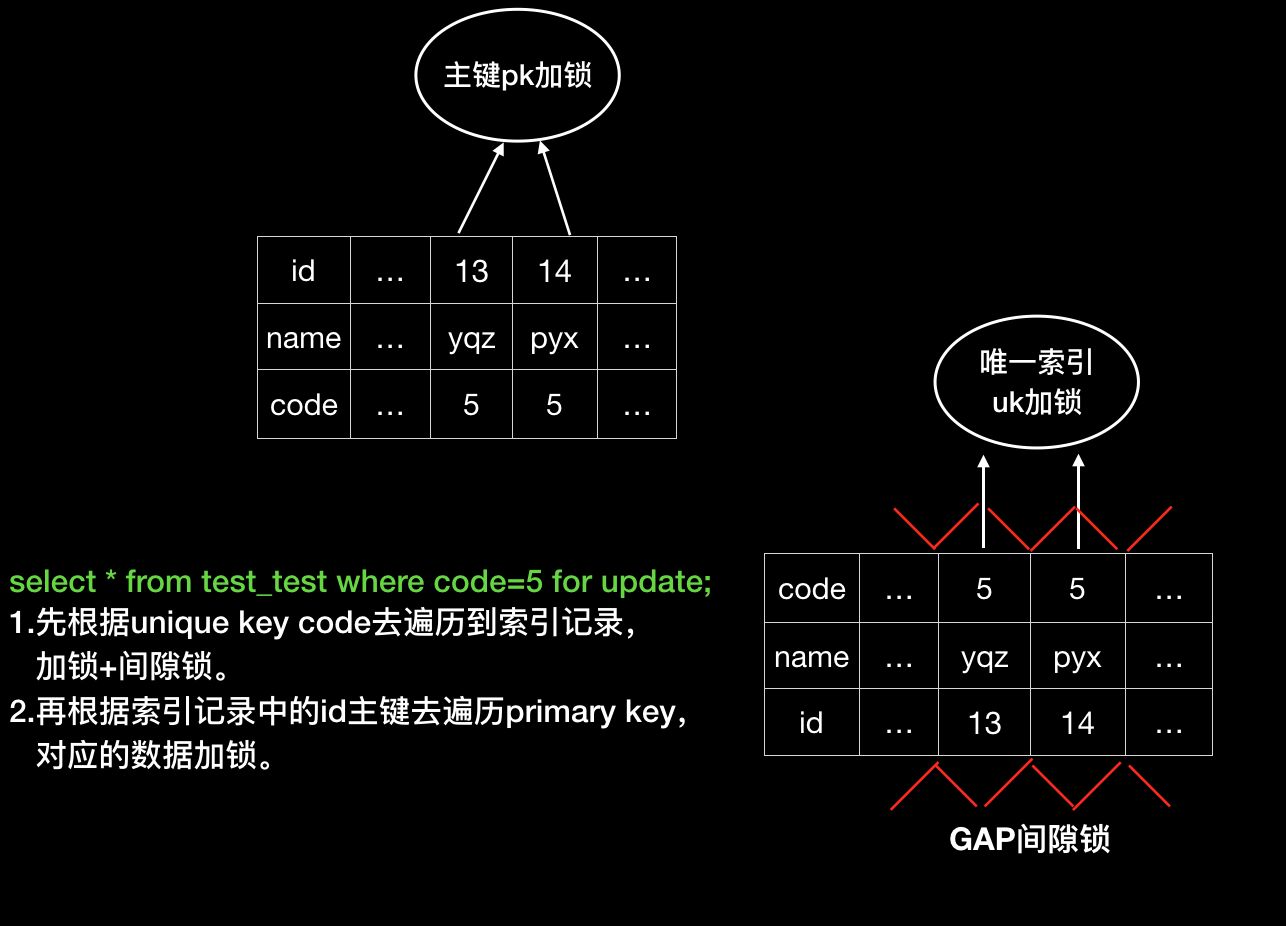 主键pk加锁
id … 13 14 …
name … yqz pyx …
code … 5 5 …
唯一索引
uk加锁
select * from test_test where code=5 for update;
1.先根据unique key code去遍历到索引记录，
加锁+间隙锁。
2.再根据索引记录中的id主键去遍历primary key，
对应的数据加锁。
code … 5 5 …
name … yqz pyx …
id … 13 14 …
GAP间隙锁